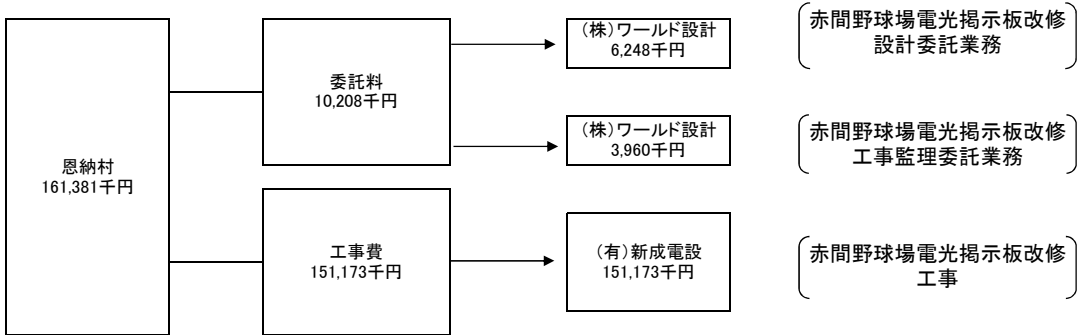 恩納村
161,381千円
委託料
10,208千円
工事費
151,173千円
(株)ワールド設計
6,248千円
(株)ワールド設計
3,960千円
(有)新成電設
151,173千円
赤間野球場電光掲示板改修
設計委託業務
赤間野球場電光掲示板改修
工事監理委託業務
赤間野球場電光掲示板改修
工事